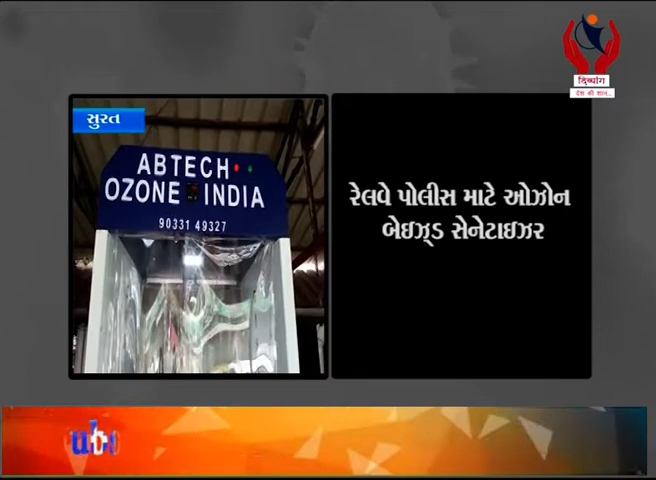 दिव्यांग
देश की शान..
સુરત
ABTECH
OZONE INDIA
90331 49327
રેલવે પોલીસ માટે ઓઝોન
બેઇઝ્ડ સેનેટાઇઝર